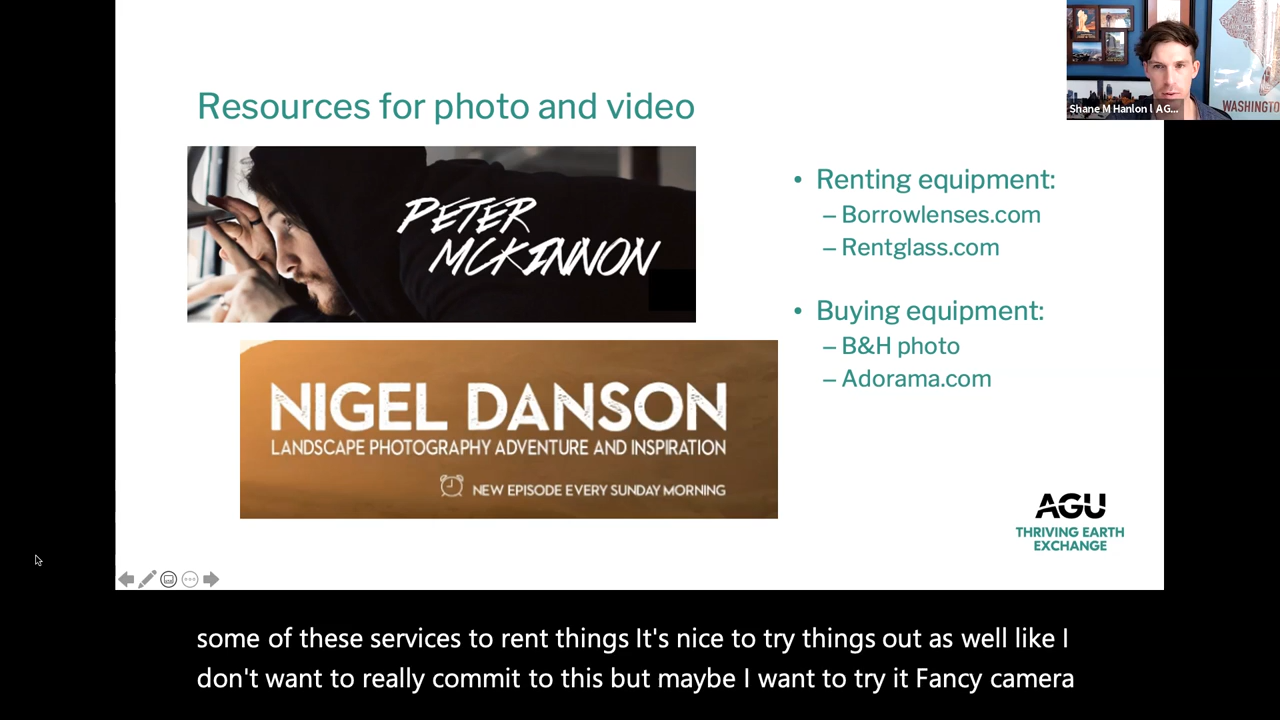 Resources for photo and video
Shane M Hanlon l AG...
WASHINGTO
PETER
MCKINNON
NIGEL DANSON
LANDSCAPE PHOTOGRAPHY ADVENTURE AND INSPIRATION
NEW EPISODE EVERY SUNDAY MORNING
• Renting equipment:
– Borrowlenses.com
– Rentglass.com
• Buying equipment:
– B&H photo
– Adorama.com
AGU
THRIVING EARTH
EXCHANGE
some of these services to rent things It's nice to try things out as well like I
don't want to really commit to this but maybe I want to try it Fancy camera